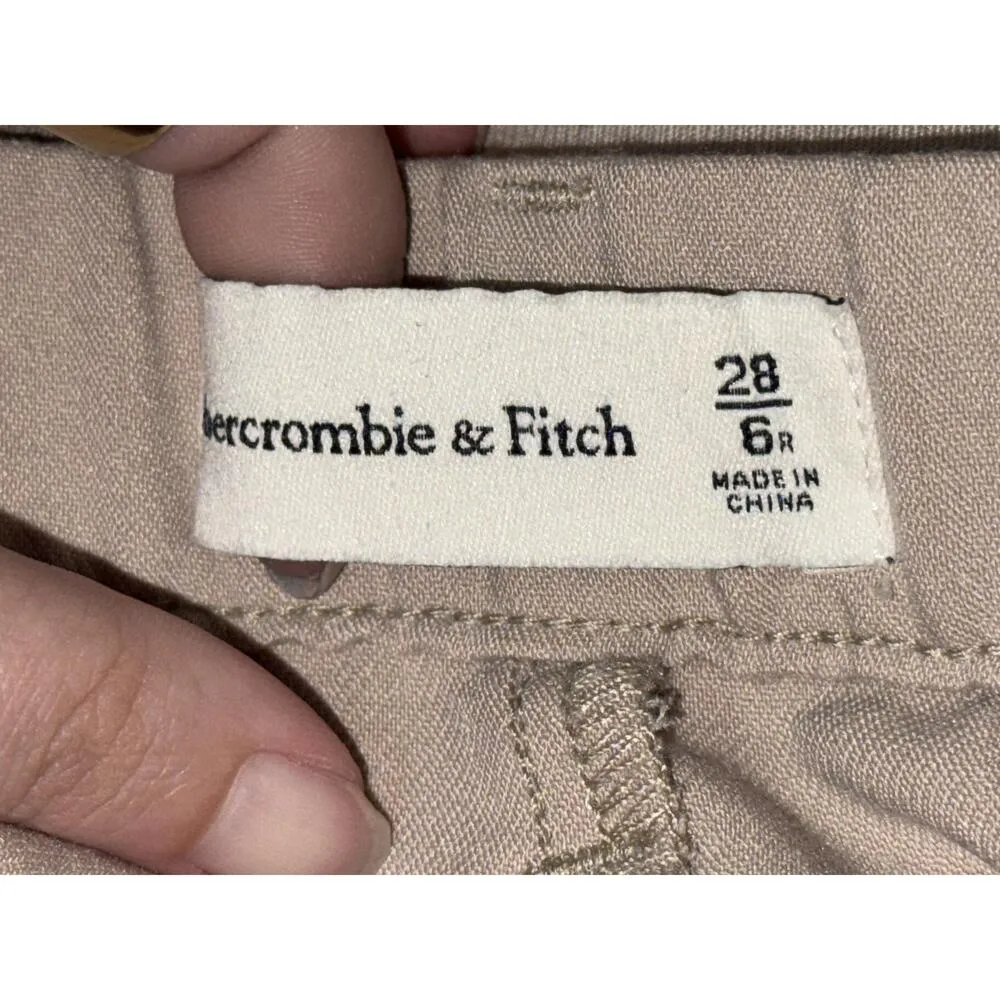 bercrombie & Fitch
28
6R
MADE IN
CHINA